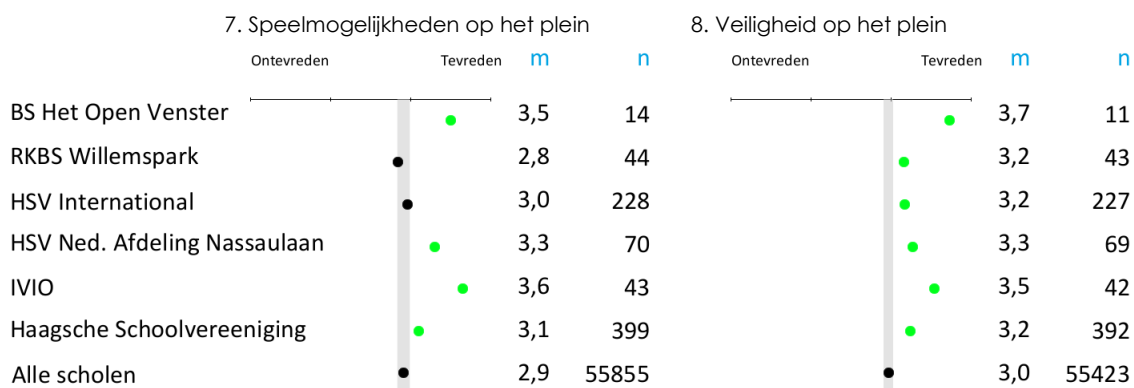 7. Speelmogelijkheden op het plein 8. Veiligheid op het plein
Ontevreden Tevreden m n Ontevreden Tevreden m n
BS Het Open Venster 3,5 14 3,7 11
RKBS Willemspark 2,8 44 3,2 43
HSV International 3,0 228 3,2 227
HSV Ned. Afdeling Nassaulaan 3,3 70 3,3 69
IVIO 3,6 43 3,5 42
Haagsche Schoolvereeniging 3,1 399 3,2 392
Alle scholen 2,9 55855 3,0 55423